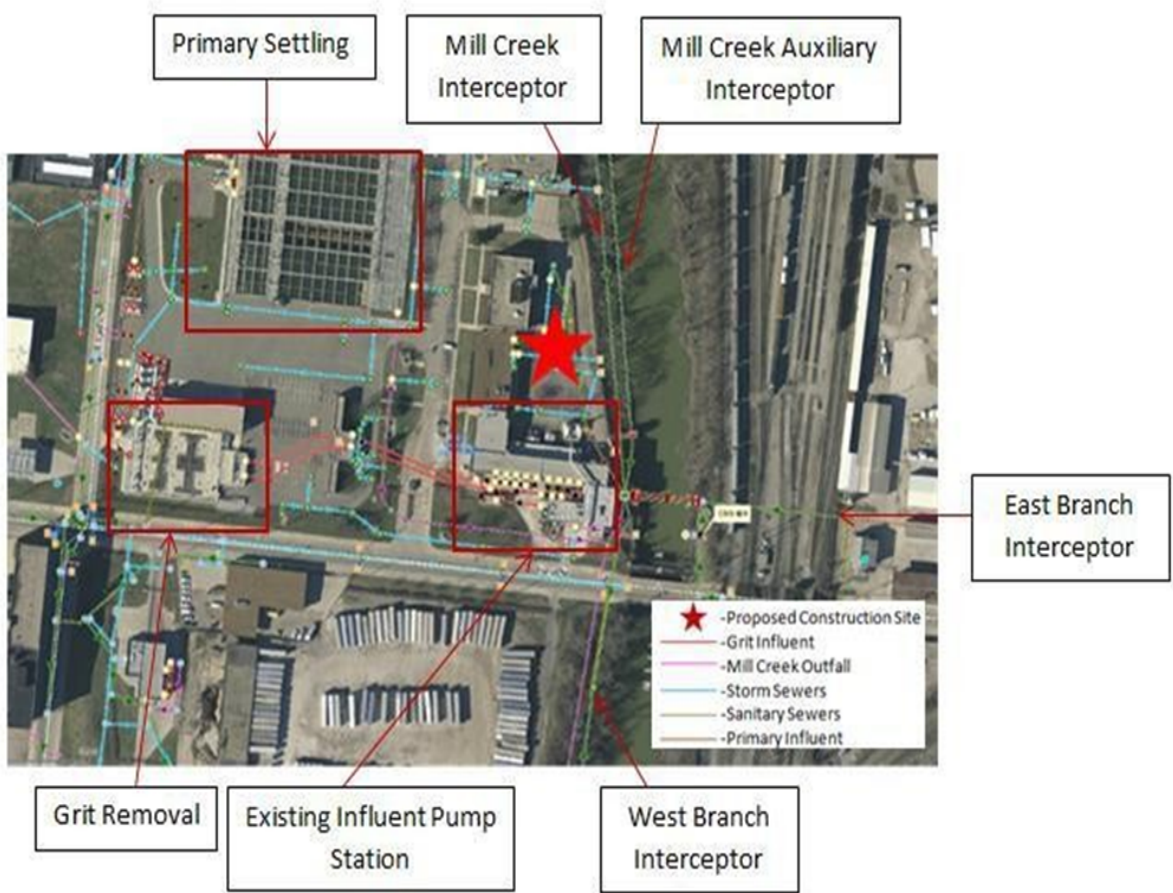 Primary Settling
Mill Creek
Interceptor
Mill Creek Auxiliary
Interceptor
East Branch
Interceptor
-Proposed Construction Site
-Grit Influent
-Mill Creek Outfall
-Storm Sewers
-Sanitary Sewers
-Primary Influent
Grit Removal
Existing Influent Pump
Station
West Branch
Interceptor